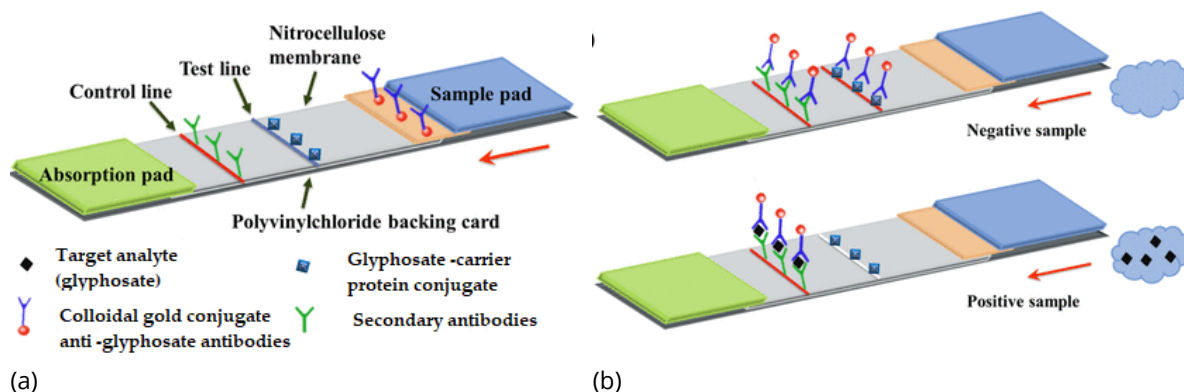 Nitrocellulose
membrane
Test line
Control line
Sample pad
Absorption pad
Polyvinylchloride backing card
Target analyte
(glyphosate)
Glyphosate -carrier
protein conjugate
Colloidal gold conjugate
anti -glyphosate antibodies
Secondary antibodies
(a)
)
Negative sample
Positive sample
(b)